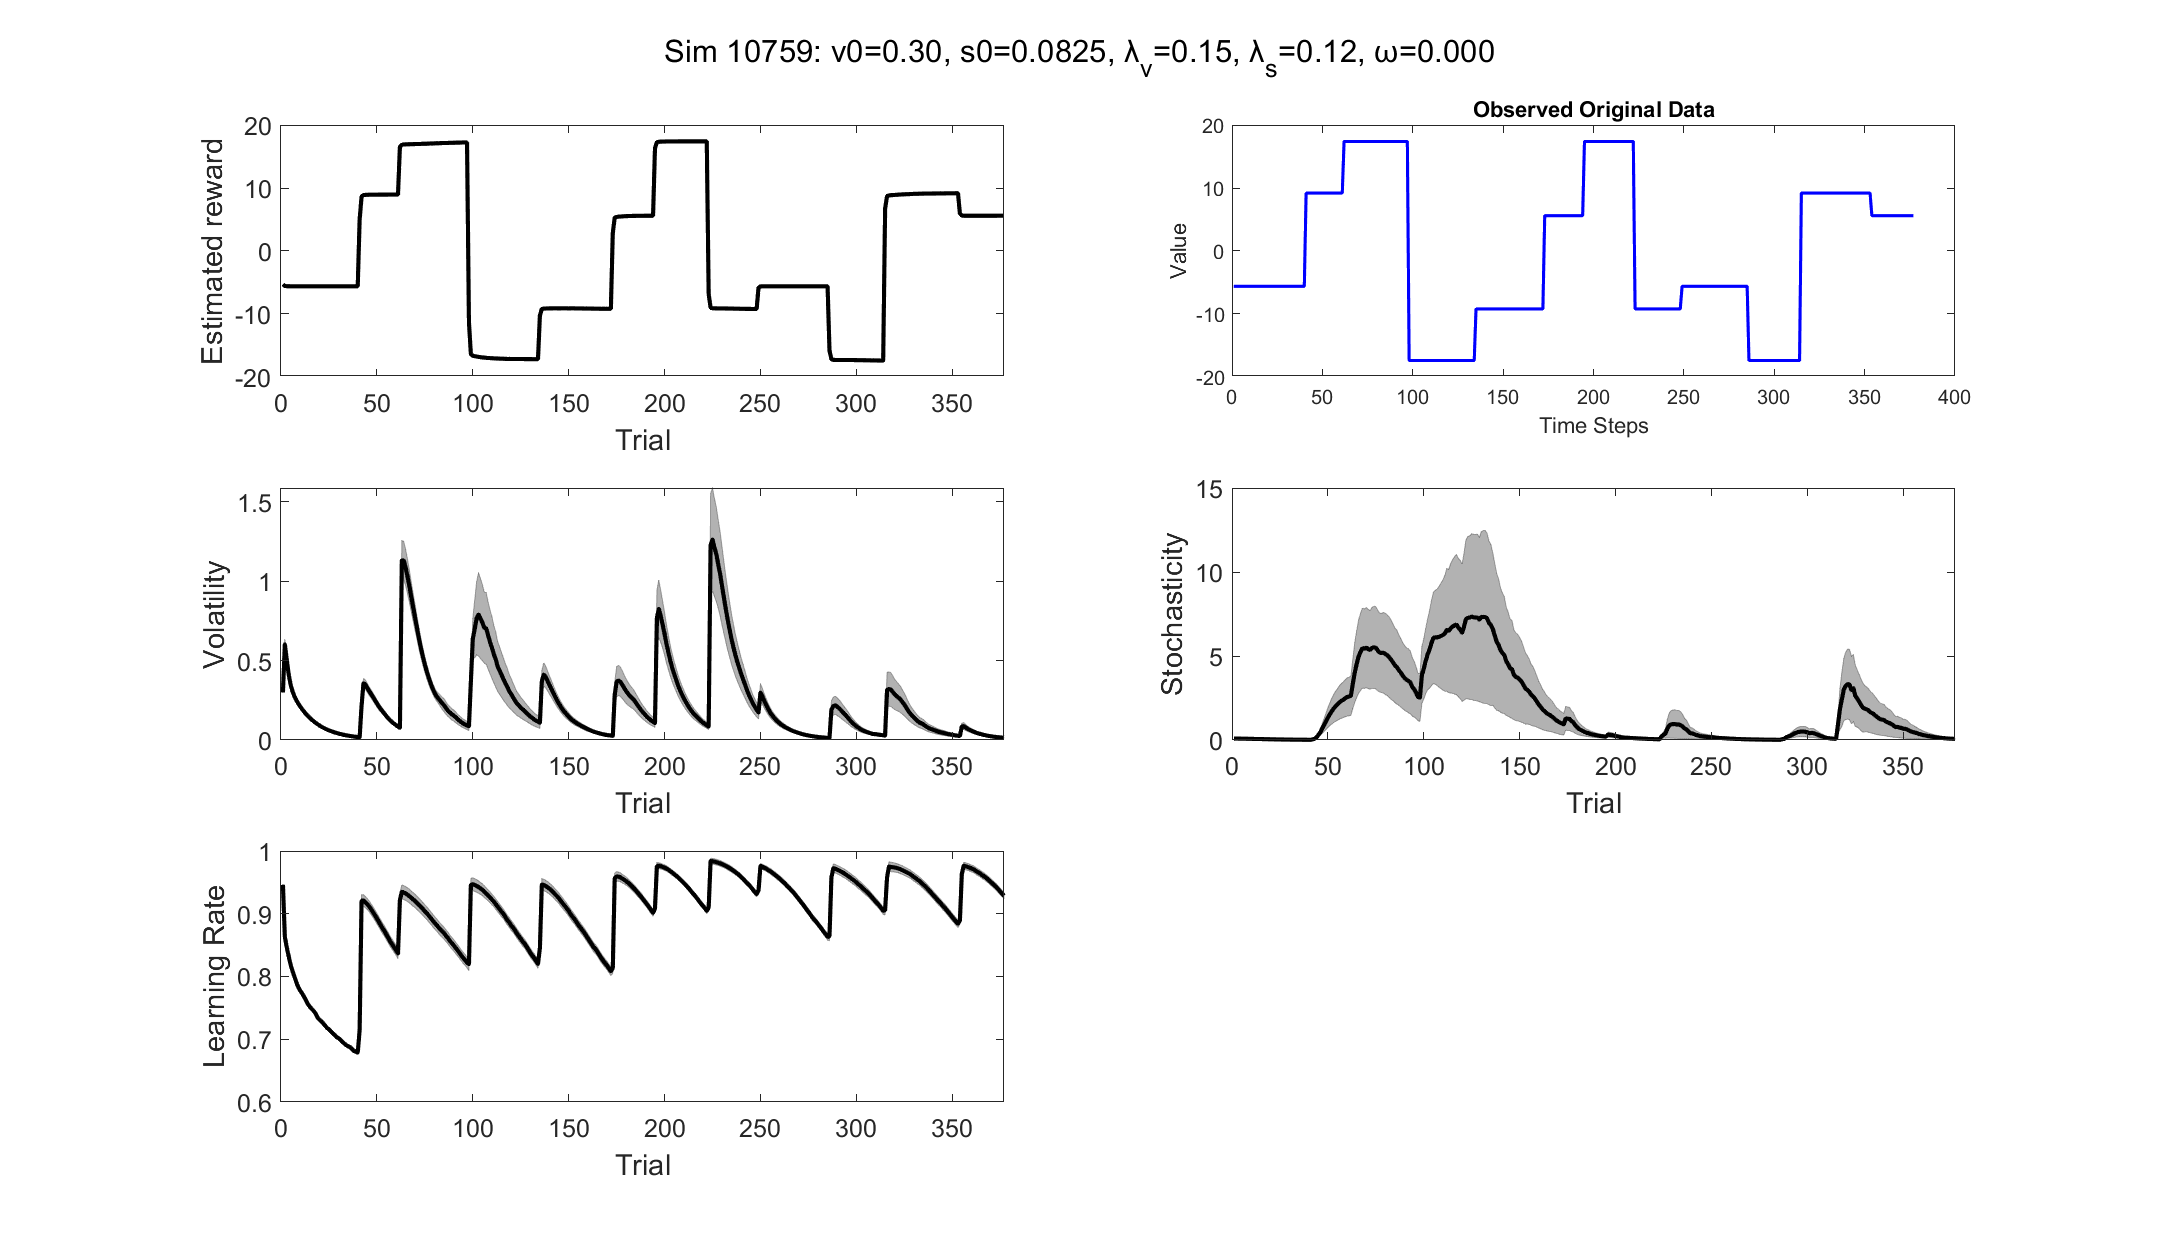 Sim 10759: v0=0.30, s0=0.0825, λv=0.15, λs=0.12, ω=0.000
Estimated reward
20
10
0
-10
-20
0 50 100 150 200 250 300 350
Trial
Observed Original Data
Value
20
10
0
-10
-20
0 50 100 150 200 250 300 350 400
Time Steps
Volatility
1.5
1
0.5
0
0 50 100 150 200 250 300 350
Trial
Stochasticity
15
10
5
0
0 50 100 150 200 250 300 350
Trial
Learning Rate
1
0.9
0.8
0.7
0.6
0 50 100 150 200 250 300 350
Trial